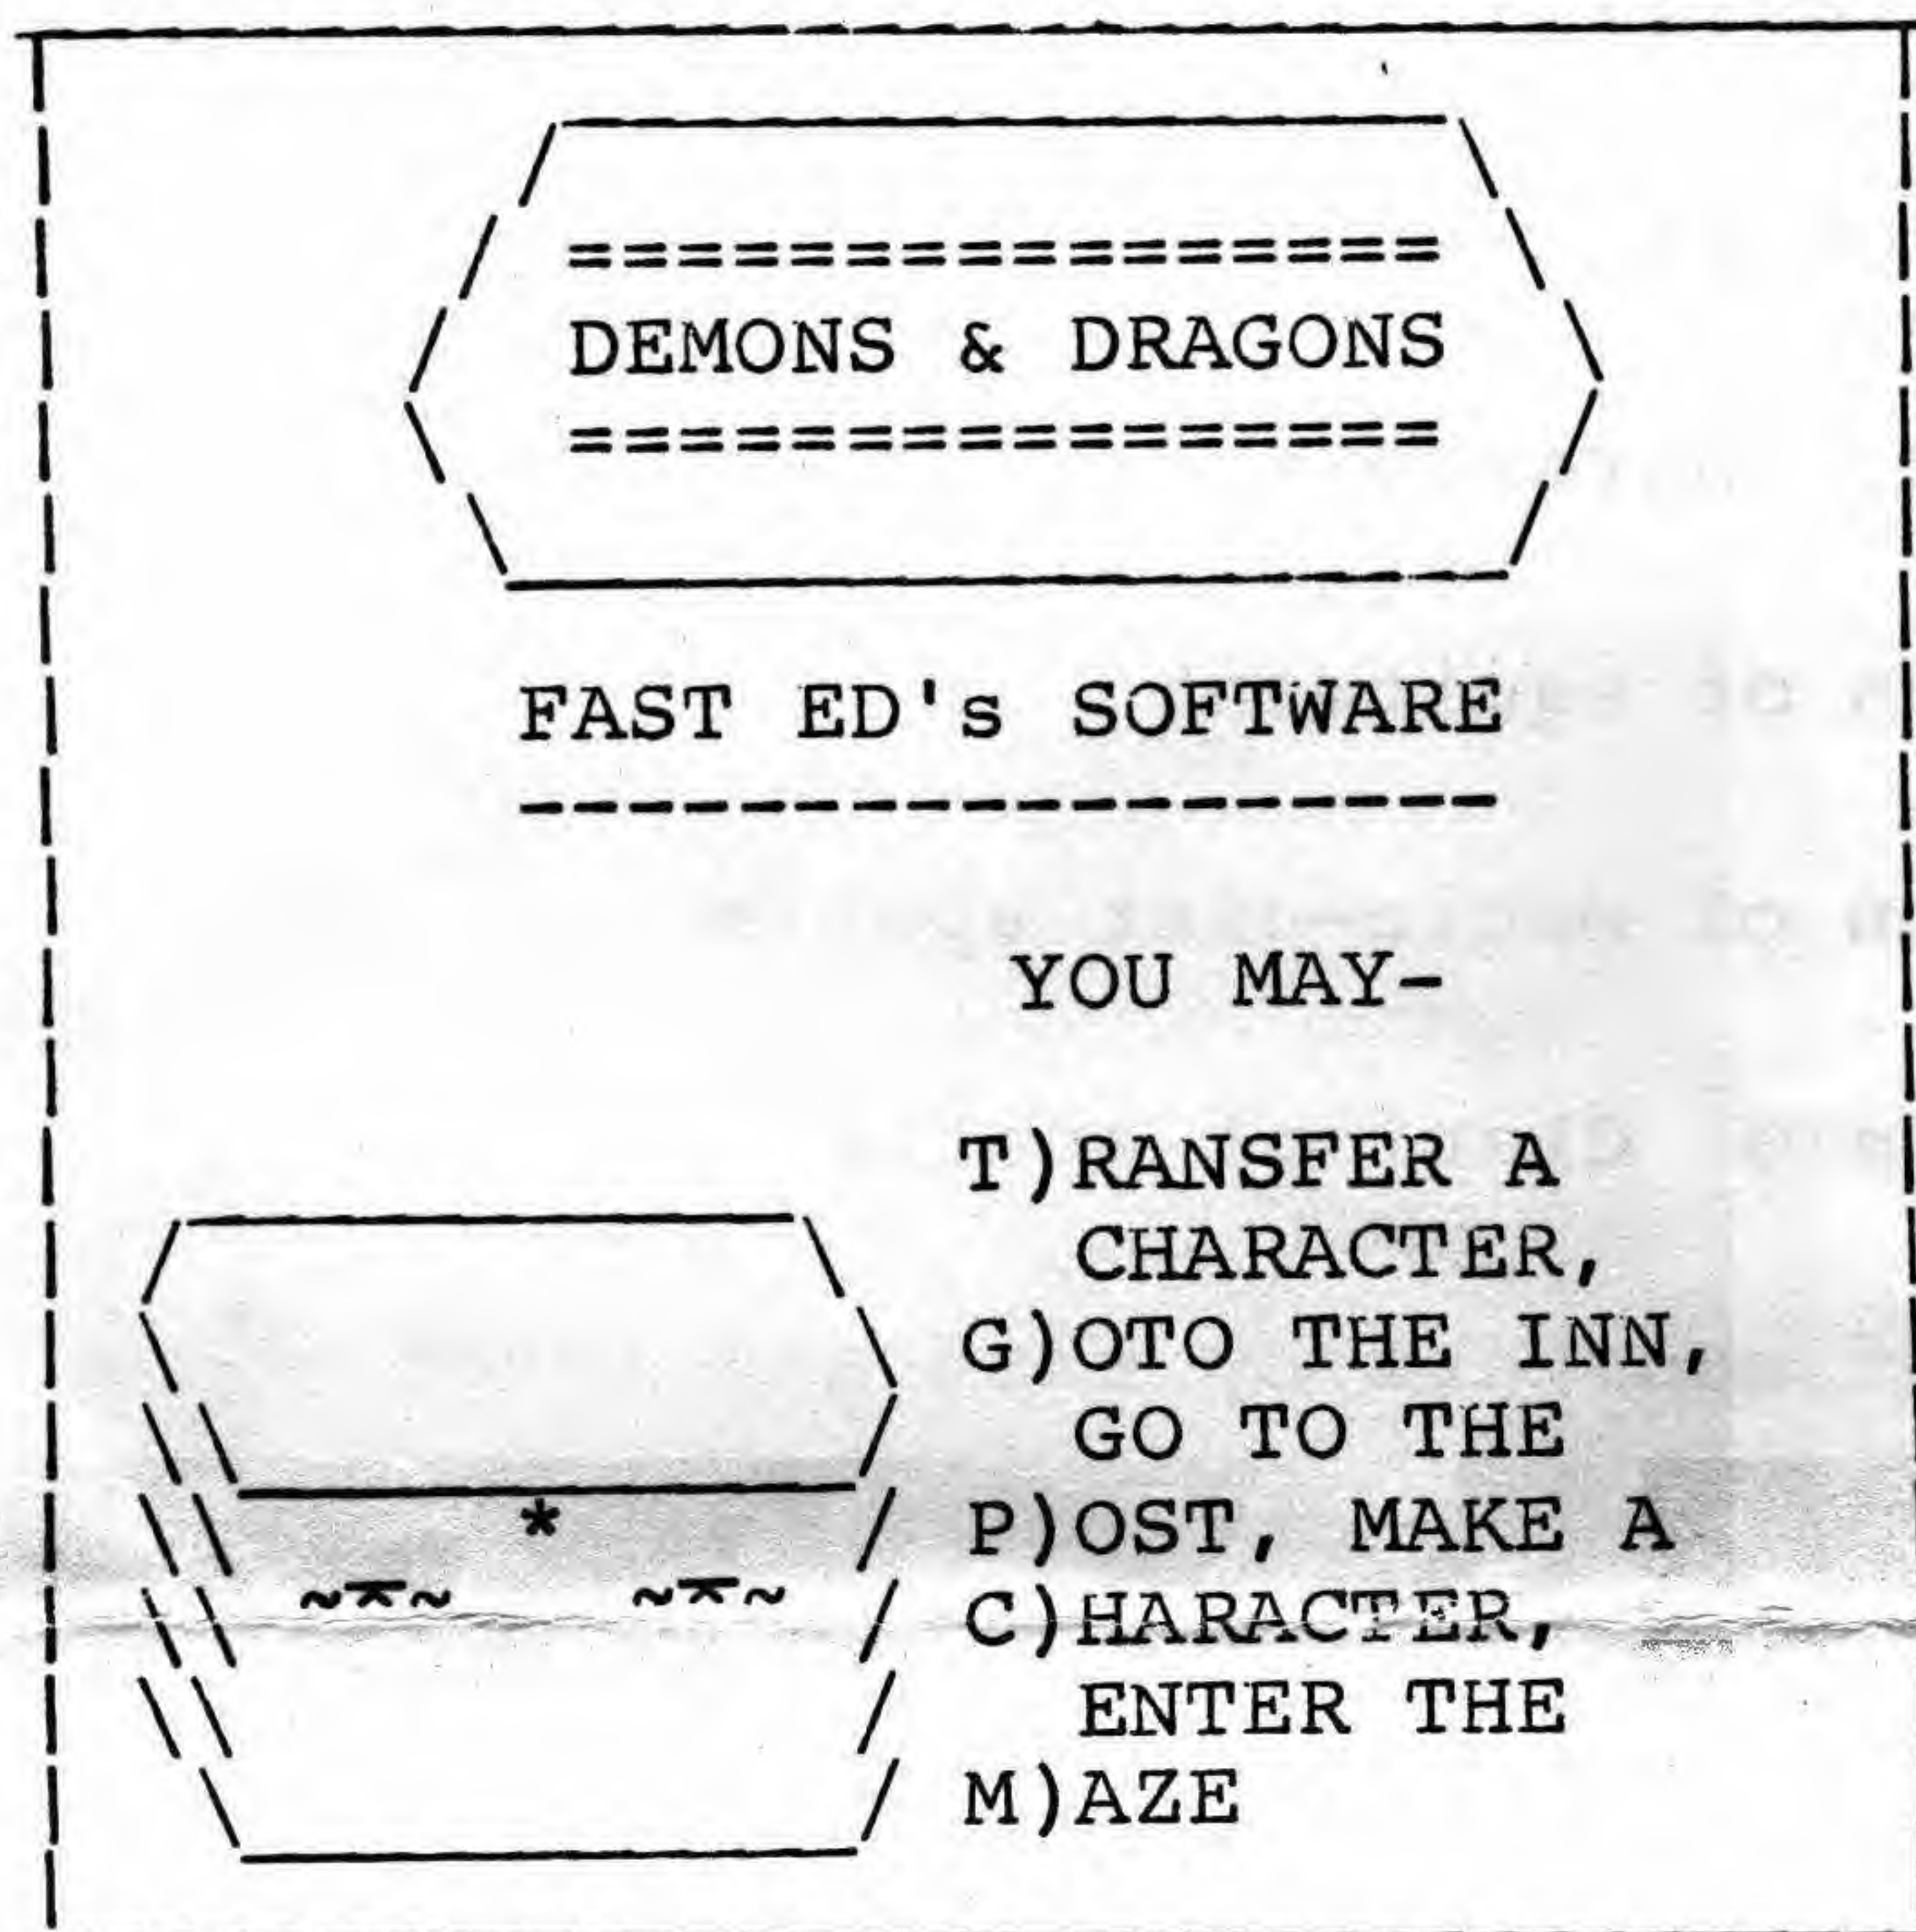 ==================
DEMONS & DRAGONS
==================
FAST ED's SOFTWARE
------------------
YOU MAY-
T)RANSFER A
CHARACTER,
G)OTO THE INN,
GO TO THE
P)OST, MAKE A
C)HARACTER,
ENTER THE
M)AZE